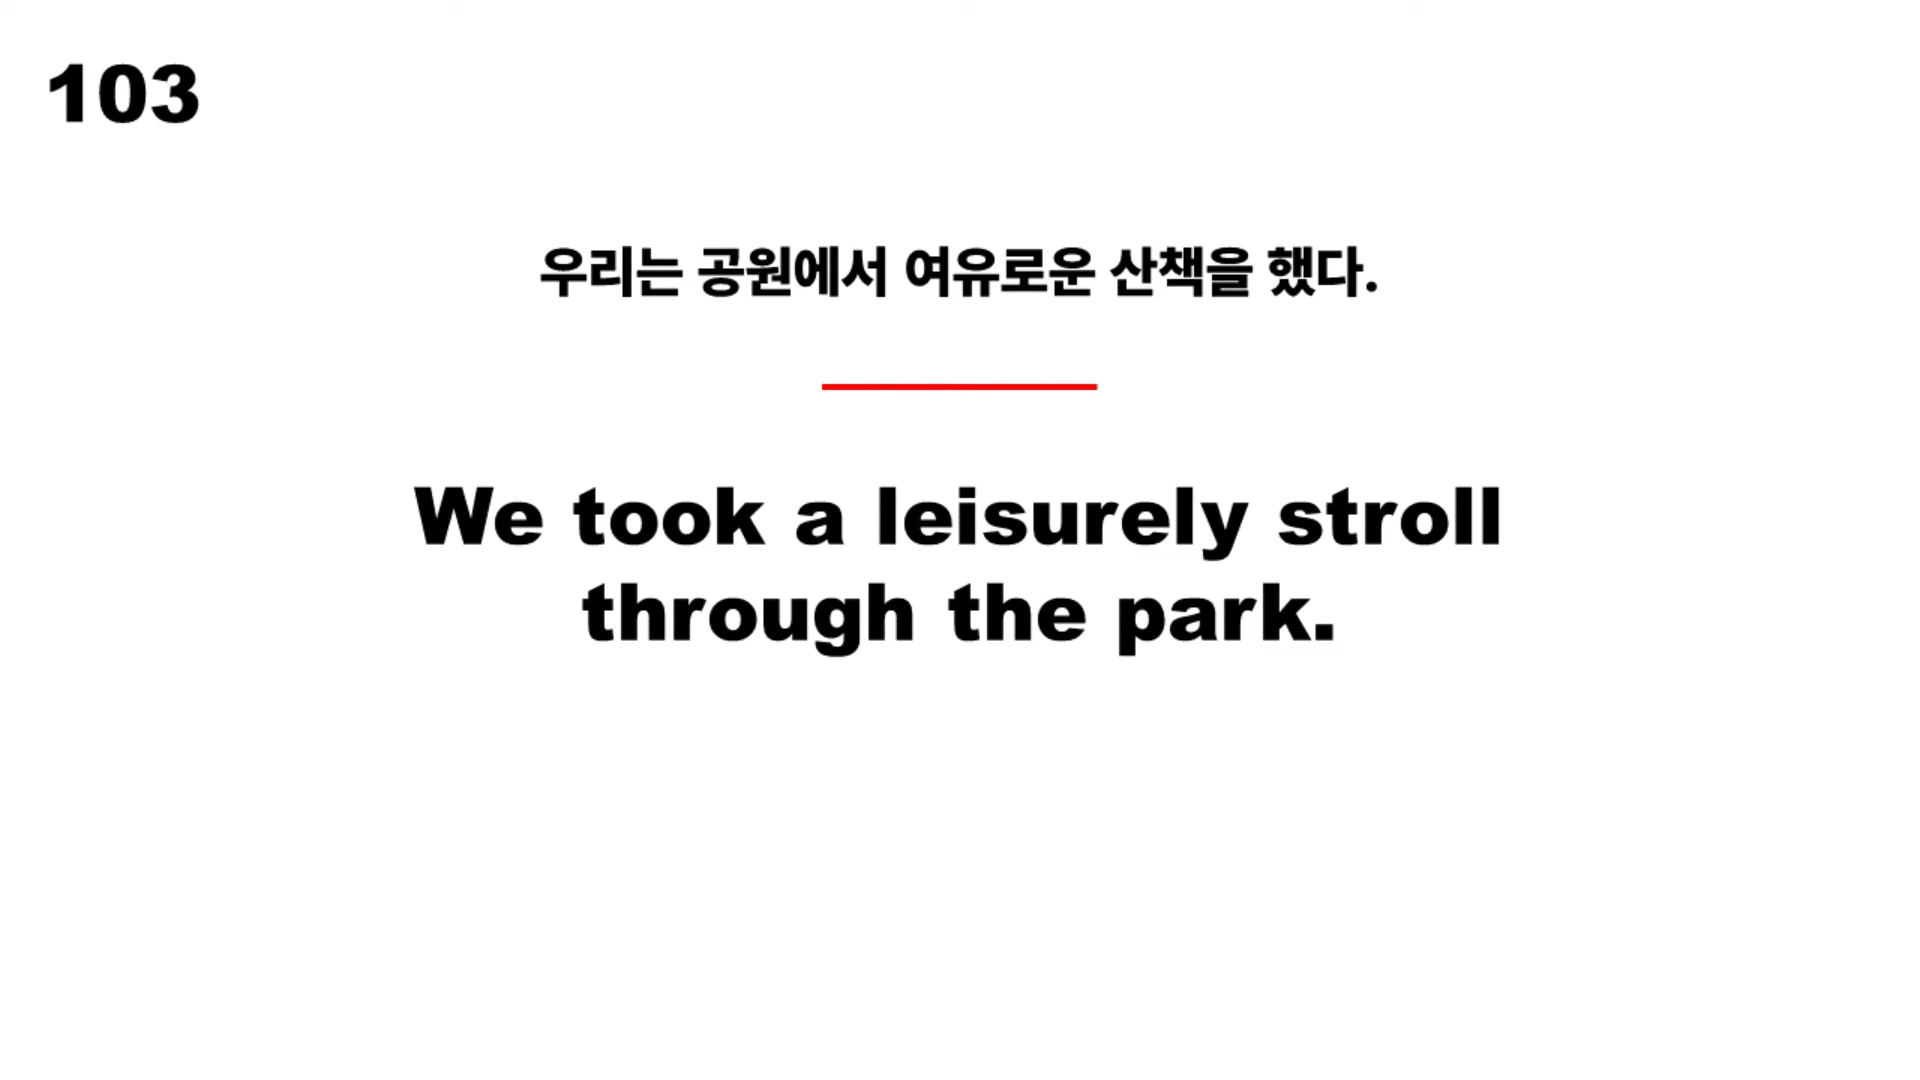 103
우리는 공원에서 여유로운 산책을 했다.
We took a leisurely stroll
through the park.